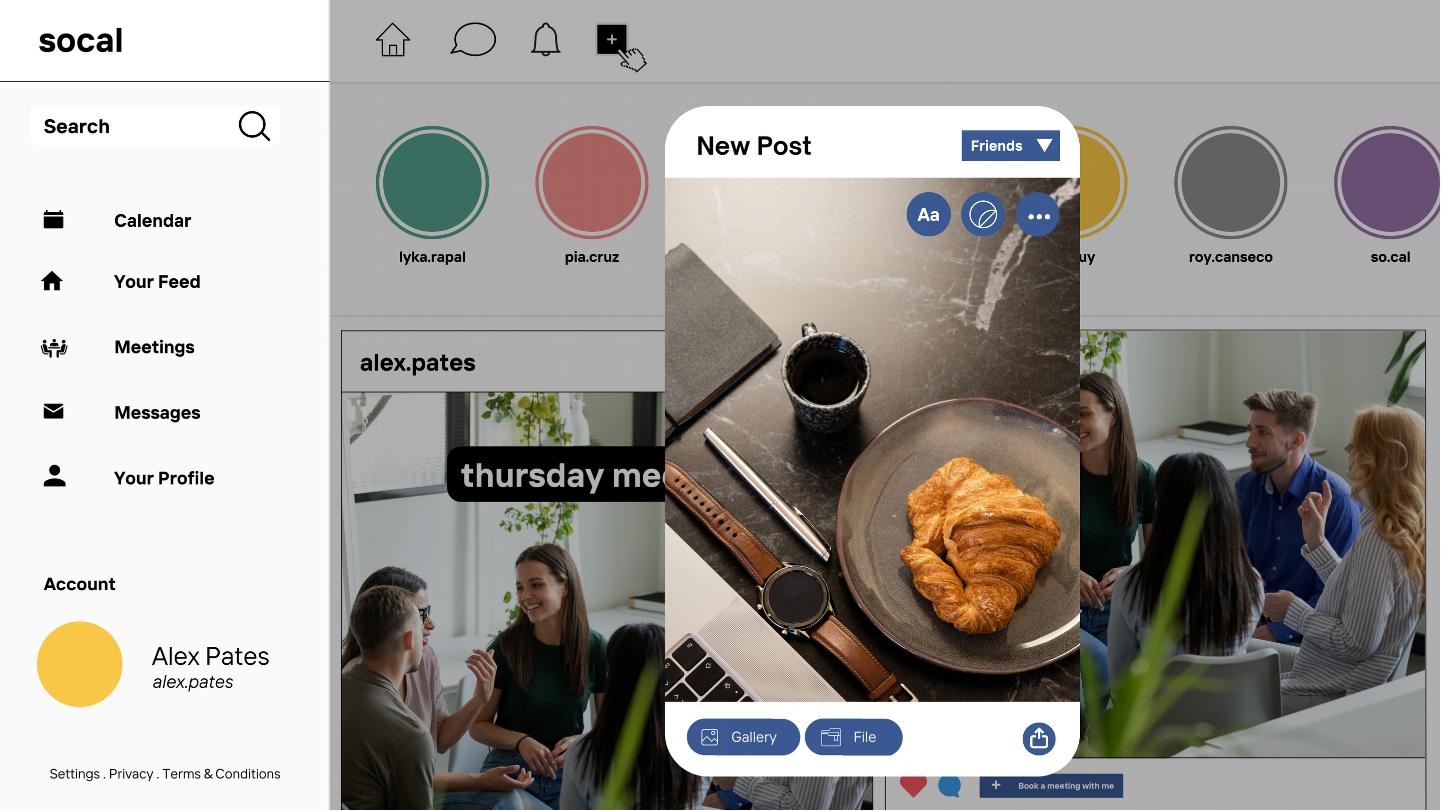 socal
Search
Calendar
Your Feed
Meetings
Messages
Your Profile
Account
Alex Pates
alex.pates
Settings . Privacy . Terms & Conditions
+
lyka.rapal
pia.cruz
roy.canseco
so.cal
alex.pates
thursday
New Post
Friends
Aa
Gallery
File
+ Book a meeting with me